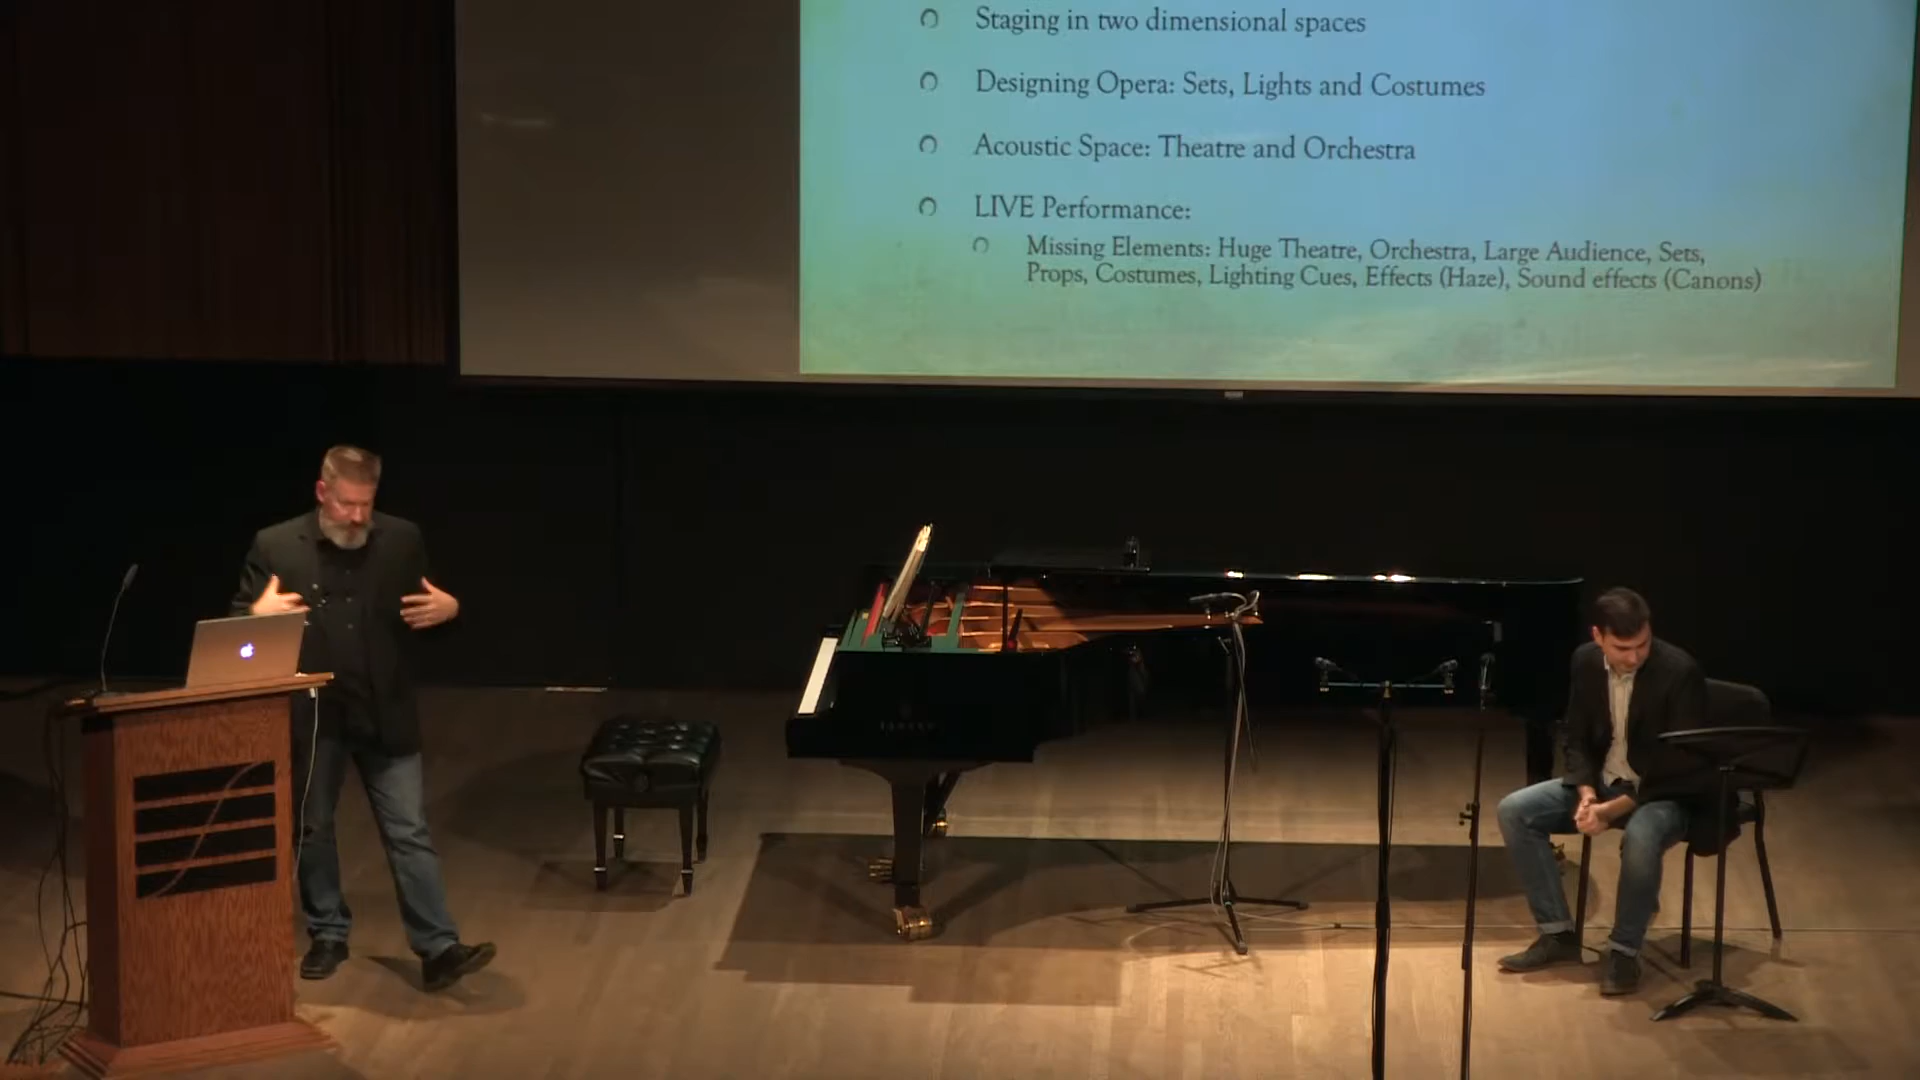 Staging in two dimensional spaces
Designing Opera: Sets, Lights and Costumes
Acoustic Space: Theatre and Orchestra
LIVE Performance:
Missing Elements: Huge Theatre, Orchestra, Large Audience, Sets,
Props, Costumes, Lighting Cues, Effects (Haze), Sound effects (Canons)